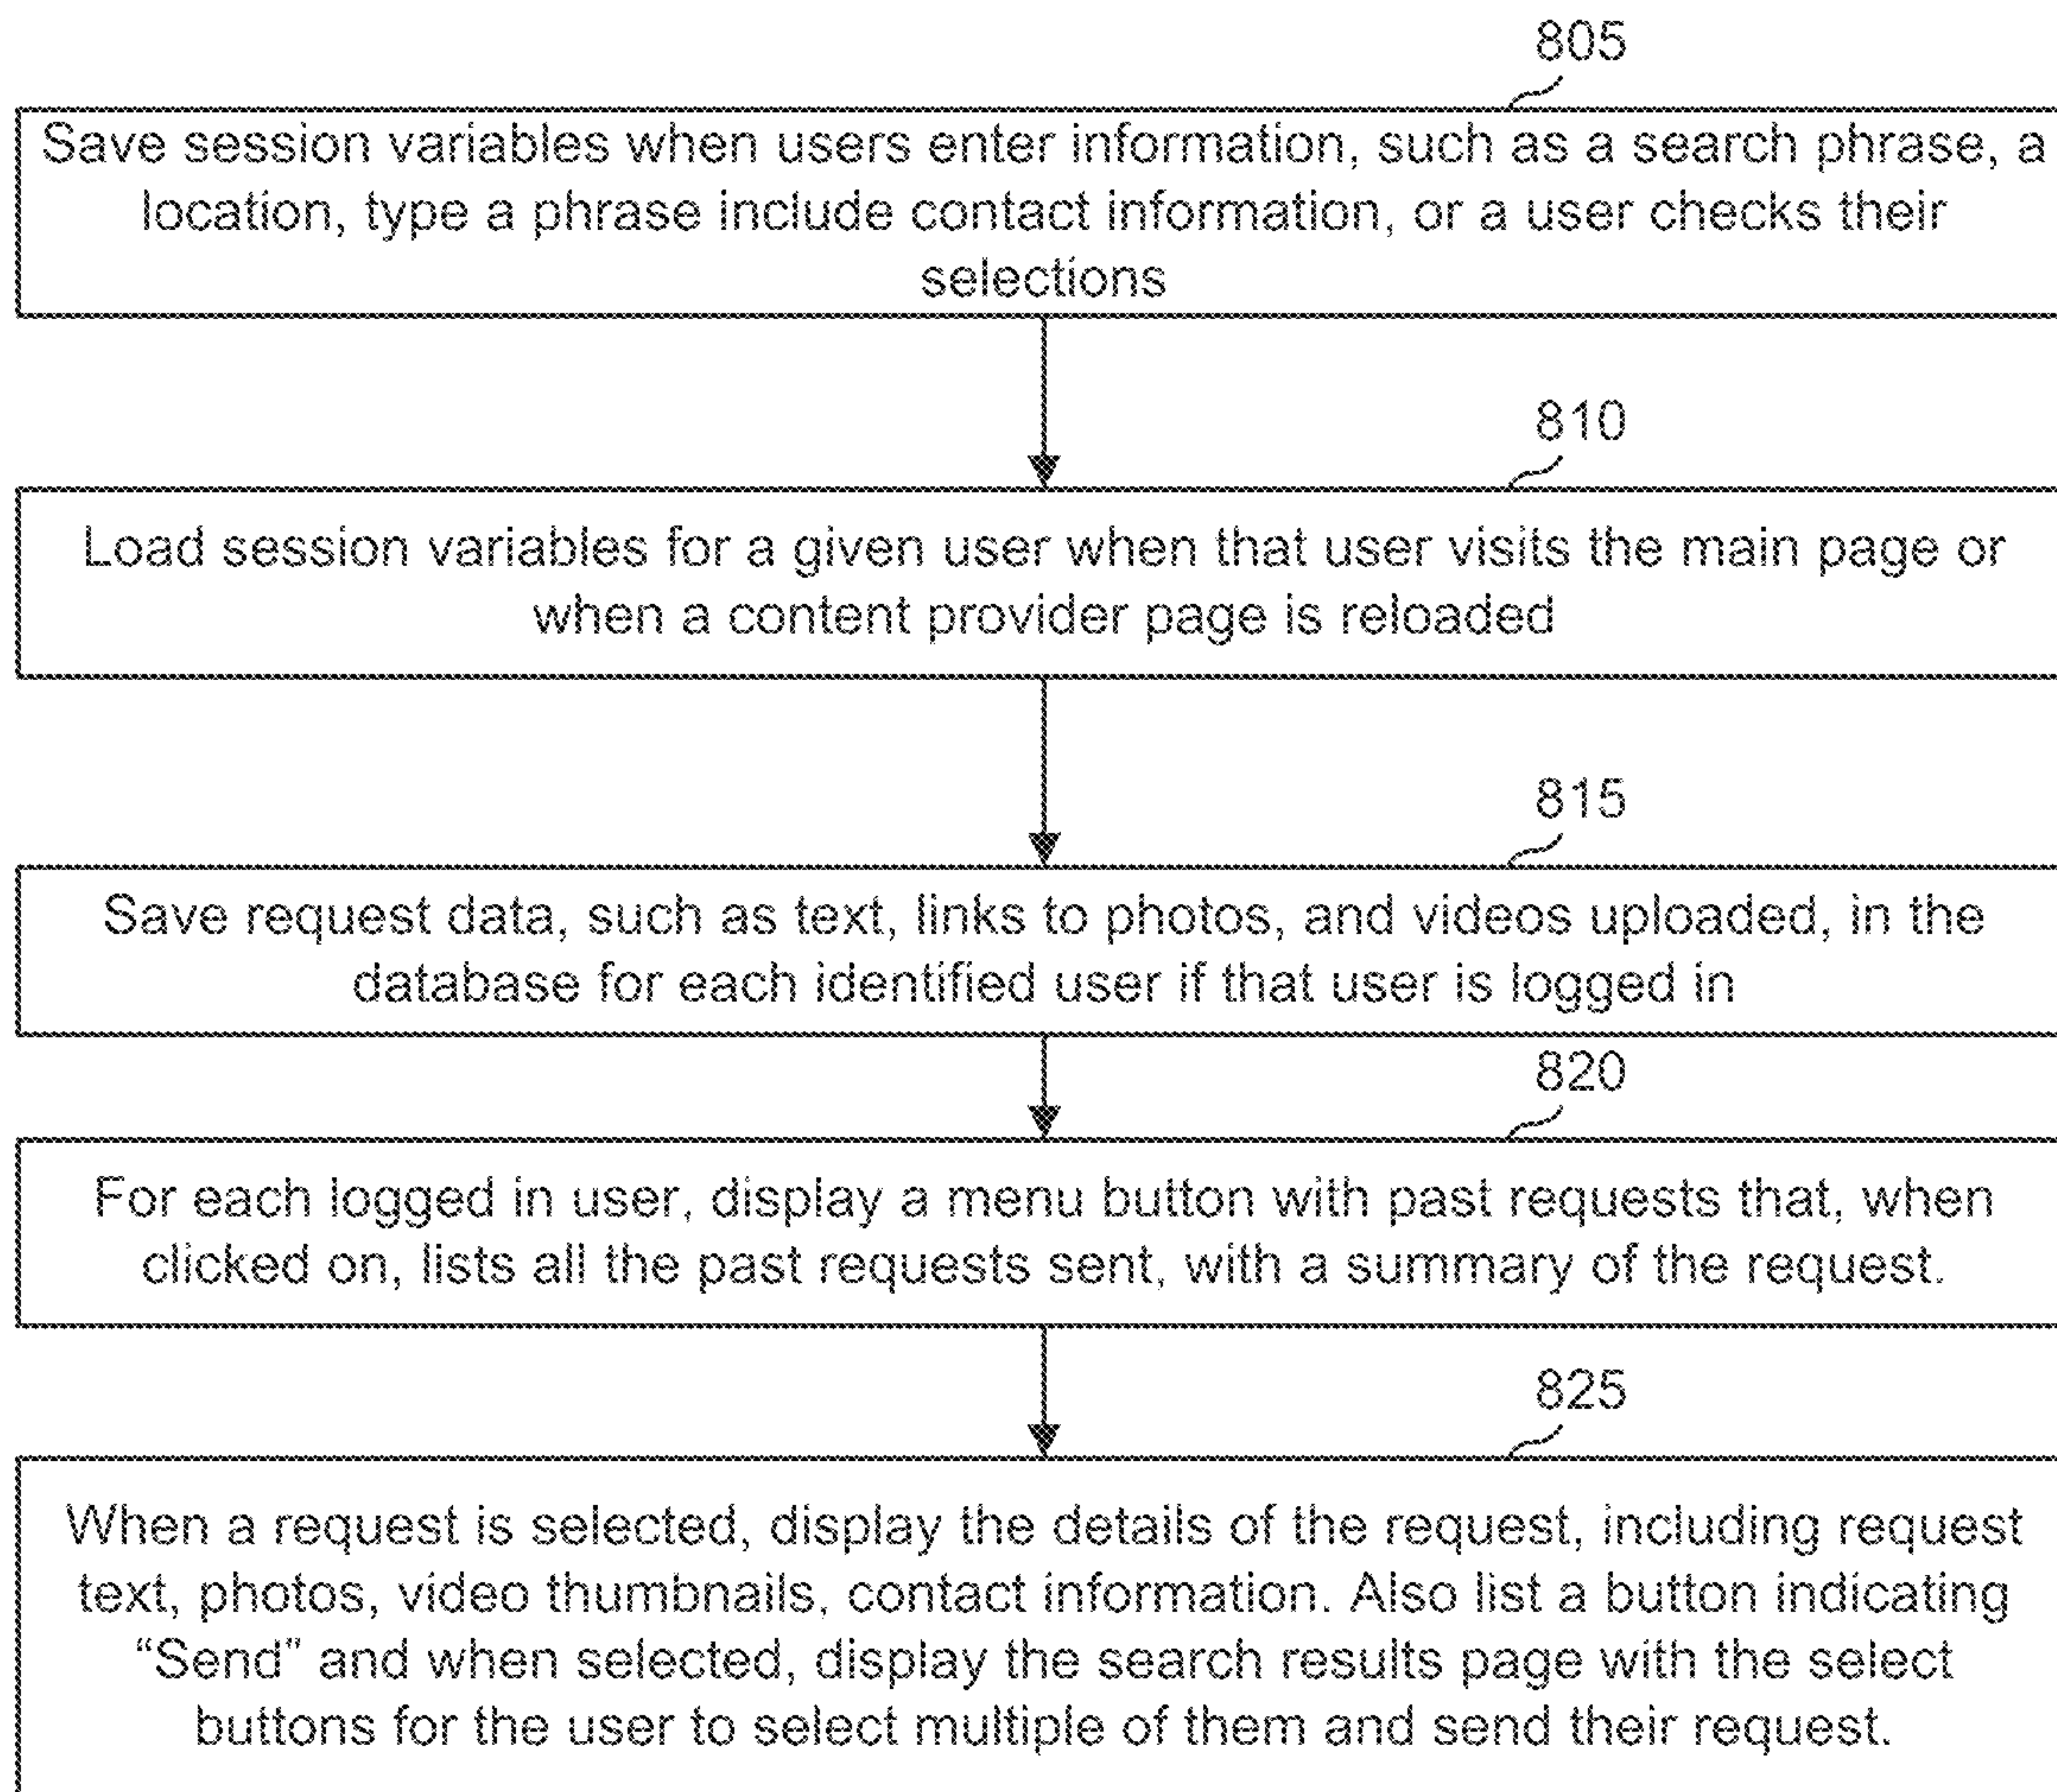 805
Save session variables when users enter information, such as a search phrase, a
location, type a phrase include contact information, or a user checks their
selections
810
Load session variables for a given user when that user visits the main page or
when a content provider page is reloaded
815
Save request data, such as text, links to photos, and videos uploaded, in the
database for each identified user if that user is logged in
820
For each logged in user, display a menu button with past requests that, when
clicked on, lists all the past requests sent, with a summary of the request.
825
When a request is selected, display the details of the request, including request
text, photos, video thumbnails, contact information. Also list a button indicating
“Send” and when selected, display the search results page with the select
buttons for the user to select multiple of them and send their request.